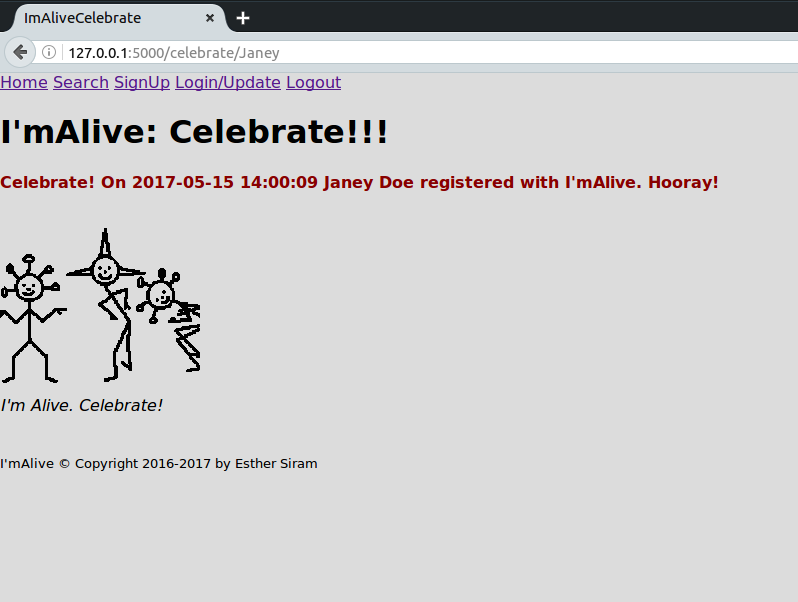 ImAliveCelebrate
127.0.0.1:5000/celebrate/Janey
Home Search SignUp Login/Update Logout
I'mAlive: Celebrate!!!
Celebrate! On 2017-05-15 14:00:09 Janey Doe registered with I'mAlive. Hooray!
I'm Alive. Celebrate!
I'mAlive © Copyright 2016-2017 by Esther Siram